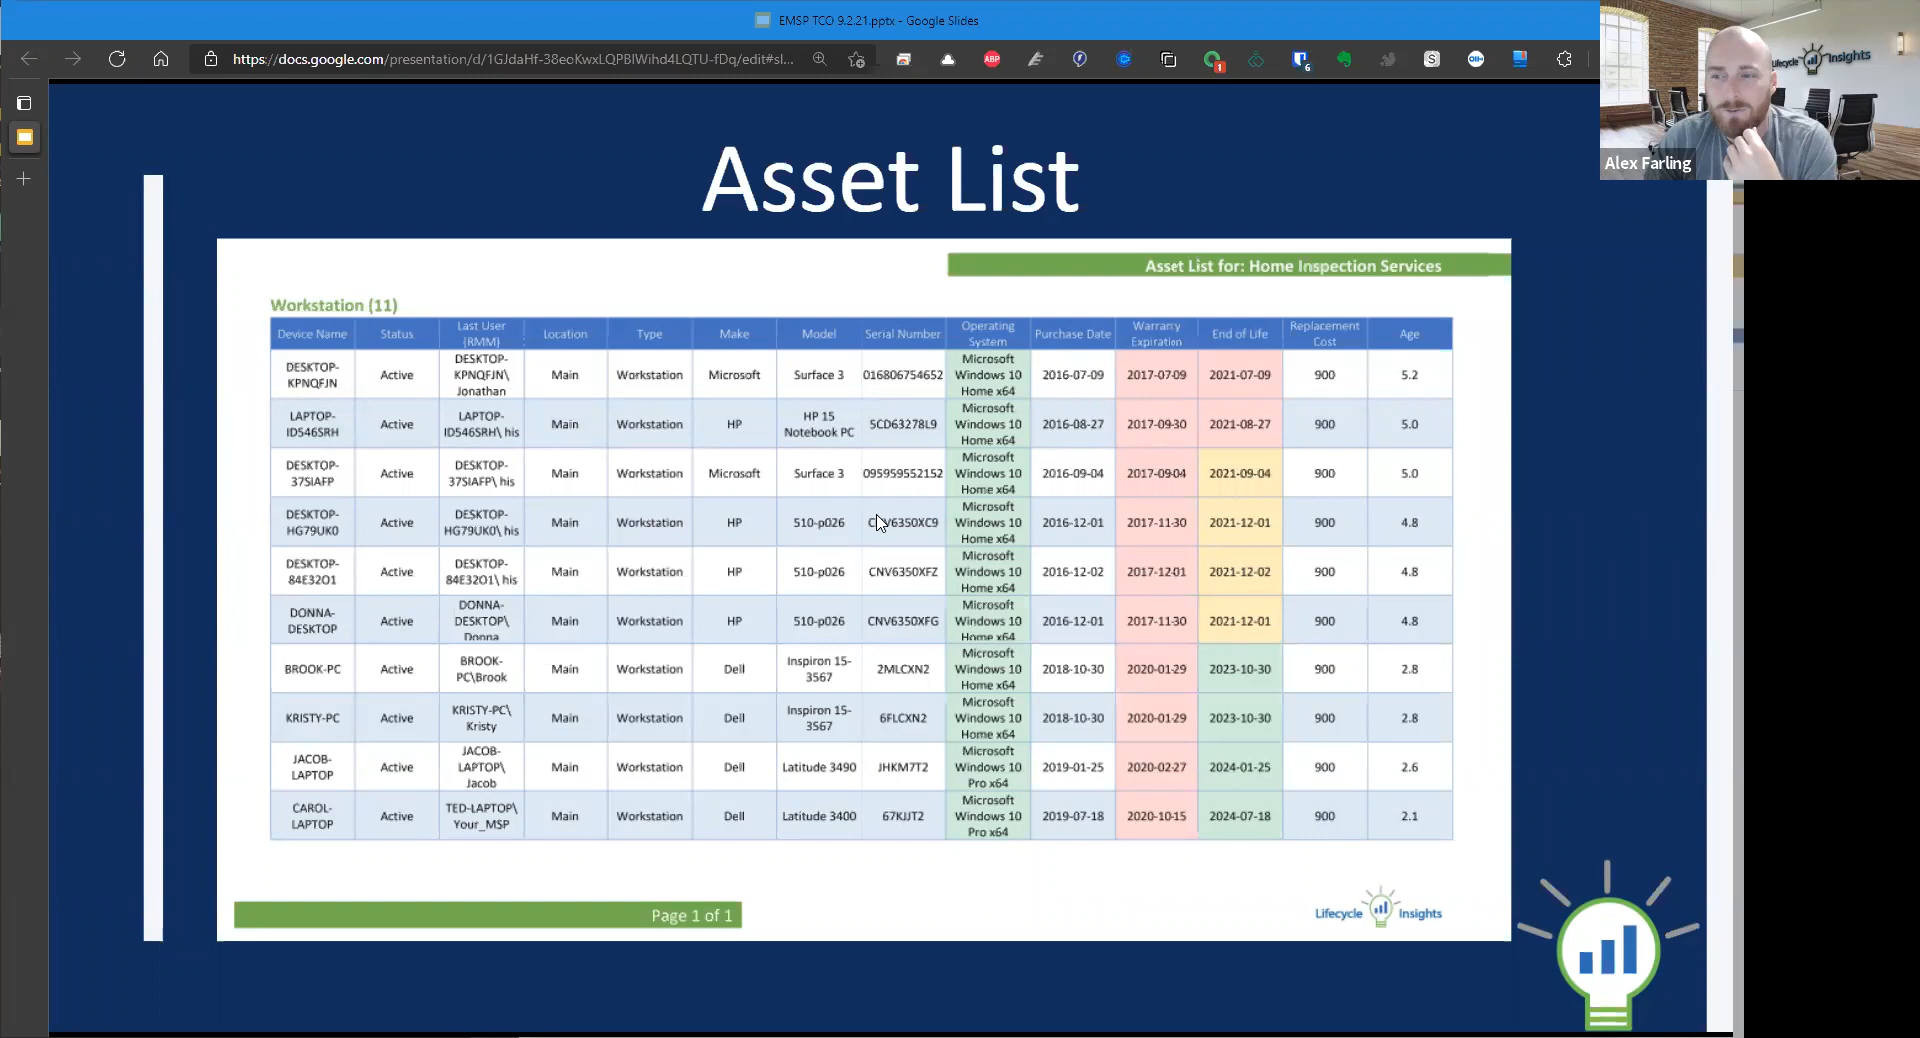 EMSP TCO 9.2.21.pptx - Google Slides
https://docs.google.com/presentation/d/1GJdaHf-38eoKwxLQPBlWihd4LQTU-fDq/edit#sl...
ABP
1
6
S
Lifecycle Insights
Alex Farling
Asset List
Asset List for: Home Inspection Services
Workstation (11)
Device Name Status Last User (RMM) Location Type Make Model Serial Number Operating System Purchase Date Warranty Expiration End of Life Replacement Cost Age
DESKTOP-KPNQFJN Active DESKTOP-KPNQFJN\ Jonathan Main Workstation Microsoft Surface 3 016806754652 Microsoft Windows 10 Home x64 2016-07-09 2017-07-09 2021-07-09 900 5.2
LAPTOP-ID546SRH Active LAPTOP-ID546SRH\ his Main Workstation HP HP 15 Notebook PC 5CD63278L9 Microsoft Windows 10 Home x64 2016-08-27 2017-09-30 2021-08-27 900 5.0
DESKTOP-37SIAFP Active DESKTOP-37SIAFP\ his Main Workstation Microsoft Surface 3 095959552152 Microsoft Windows 10 Home x64 2016-09-04 2017-09-04 2021-09-04 900 5.0
DESKTOP-HG79UK0 Active DESKTOP-HG79UK0\ his Main Workstation HP 510-p026 Microsoft Windows 10 Home x64 2016-12-01 2017-11-30 2021-12-01 900 4.8
DESKTOP-84E32O1 Active DESKTOP-84E32O1\ his Main Workstation HP 510-p026 CNV6350XFZ Microsoft Windows 10 Home x64 2016-12-02 2017-12-01 2021-12-02 900 4.8
DONNA-DESKTOP Active DONNA-DESKTOP\ Donna Main Workstation HP 510-p026 CNV6350XFG Microsoft Windows 10 Home x64 2016-12-01 2017-11-30 2021-12-01 900 4.8
BROOK-PC Active BROOK-PC\Brook Main Workstation Dell Inspiron 15-3567 2MLCXN2 Microsoft Windows 10 Home x64 2018-10-30 2020-01-29 2023-10-30 900 2.8
KRISTY-PC Active KRISTY-PC\ Kristy Main Workstation Dell Inspiron 15-3567 6FLCXN2 Microsoft Windows 10 Home x64 2018-10-30 2020-01-29 2023-10-30 900 2.8
JACOB-LAPTOP Active JACOB-LAPTOP\ Jacob Main Workstation Dell Latitude 3490 JHKM7T2 Microsoft Windows 10 Pro x64 2019-01-25 2020-02-27 2024-01-25 900 2.6
CAROL-LAPTOP Active TED-LAPTOP\ Your_MSP Main Workstation Dell Latitude 3400 67KJJT2 Microsoft Windows 10 Pro x64 2019-07-18 2020-10-15 2024-07-18 900 2.1
Page 1 of 1
Lifecycle Insights